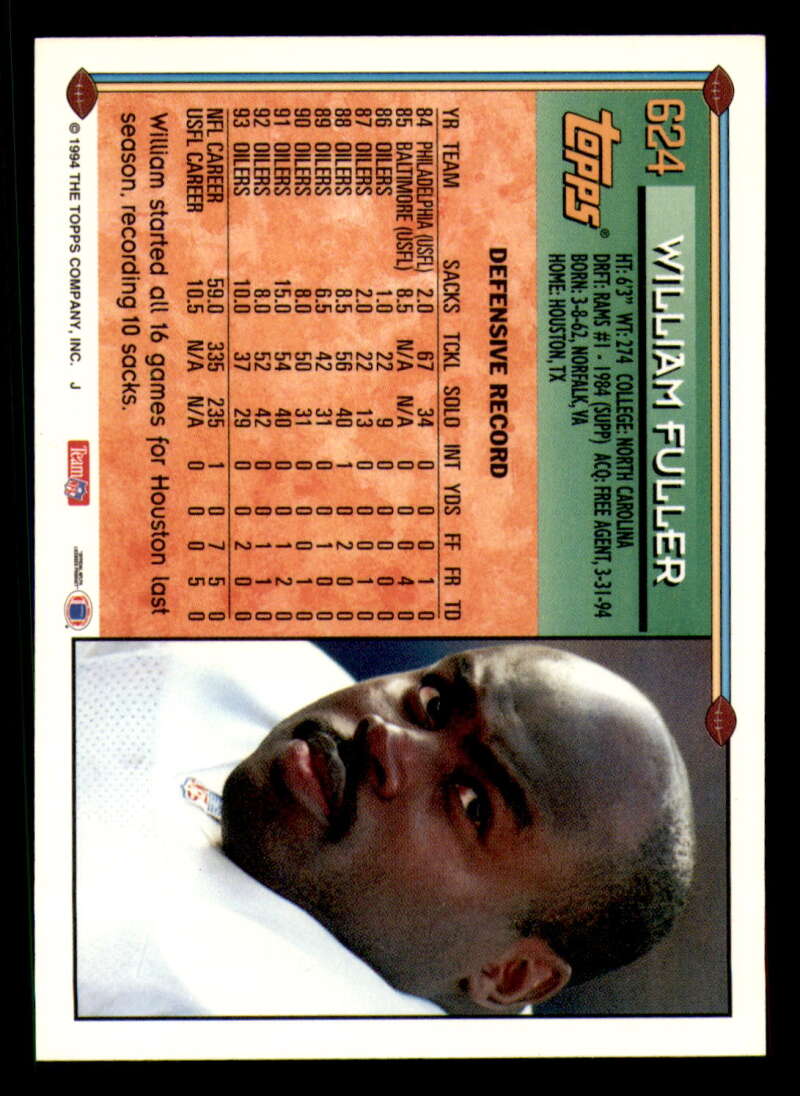 624
WILLIAM FULLER
TOPPS®
HT: 6'3" WT: 274 COLLEGE: NORTH CAROLINA
DRFT: RAMS #1 - 1984 (SUPP) ACQ: FREE AGENT, 3-31-94
BORN: 3-8-62, NORFALK, VA
HOME: HOUSTON, TX
DEFENSIVE RECORD
YR TEAM SACKS TCKL SOLO INT YDS FF FR TD
84 PHILADELPHIA (USFL) 2.0 67 34 0 0 0 1 0
85 BALTIMORE (USFL) 8.5 N/A N/A 0 0 0 4 0
86 OILERS 1.0 22 9 0 0 0 0 0
87 OILERS 2.0 22 13 0 0 0 1 0
88 OILERS 8.5 56 40 1 0 2 0 0
89 OILERS 6.5 42 31 0 0 1 0 0
90 OILERS 8.0 50 31 0 0 0 1 0
91 OILERS 15.0 54 40 0 0 1 2 0
92 OILERS 8.0 52 42 0 0 1 1 0
93 OILERS 10.0 37 29 0 0 2 0 0
NFL CAREER 59.0 335 235 1 0 7 5 0
USFL CAREER 10.5 N/A N/A 0 0 0 5 0
William started all 16 games for Houston last
season, recording 10 sacks.
© 1994 THE TOPPS COMPANY, INC. J
Team NFL